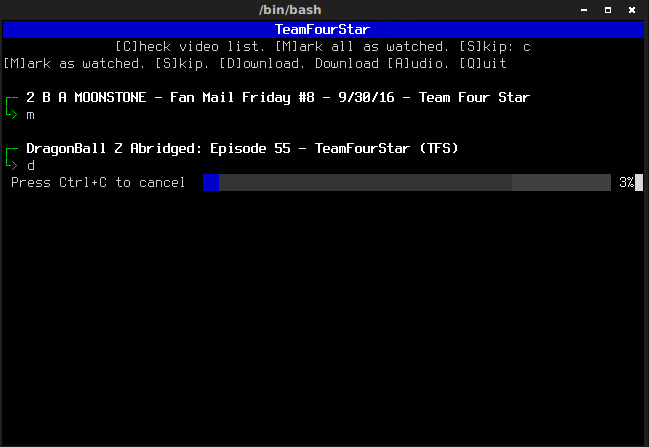 /bin/bash
TeamFourStar
[C]heck video list. [M]ark all as watched. [S]kip: c
[M]ark as watched. [S]kip. [D]ownload. Download [A]udio. [Q]uit
2 B A MOONSTONE - Fan Mail Friday #8 - 9/30/16 - Team Four Star
m
DragonBall Z Abridged: Episode 55 - TeamFourStar (TFS)
d
Press Ctrl+C to cancel 3%